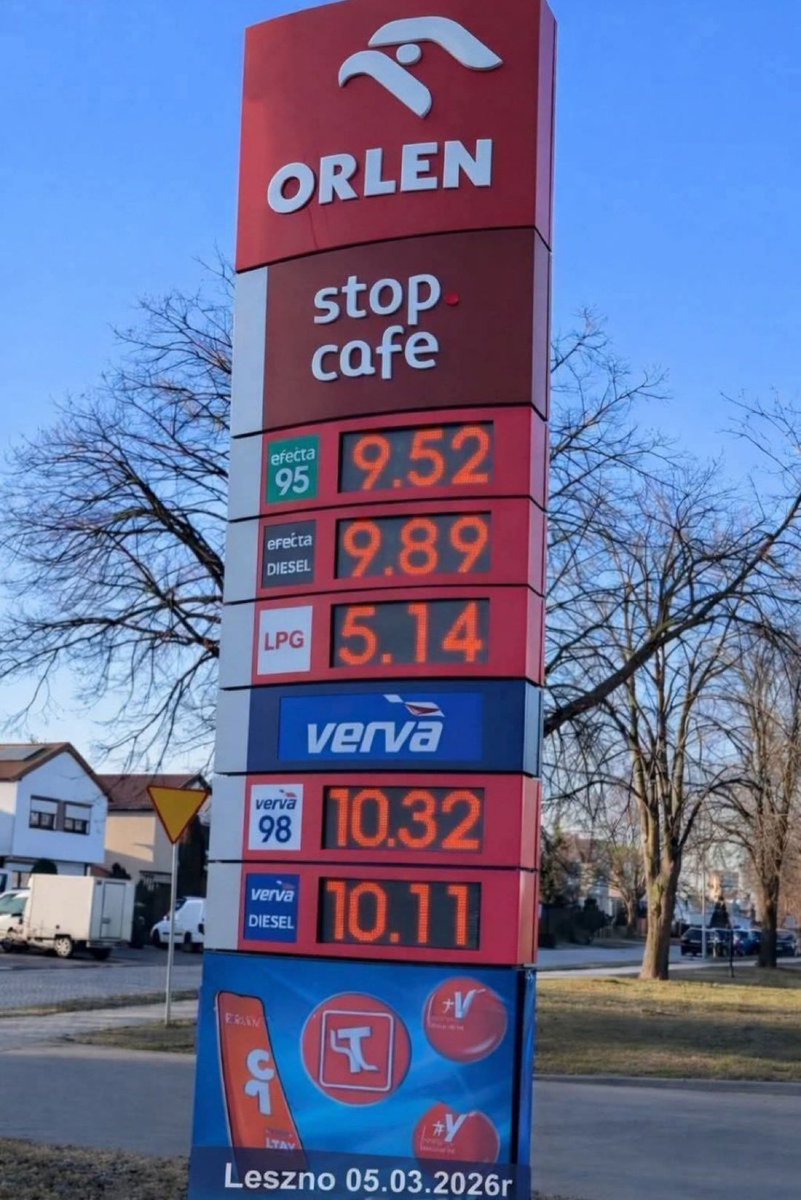 ORLEN
stop.
cafe
efecta
95
9.52
efecta
DIESEL
9.89
LPG
5.14
verva
verva
98
10.32
verva
DIESEL
10.11
+V
#Y
Leszno 05.03.2026r